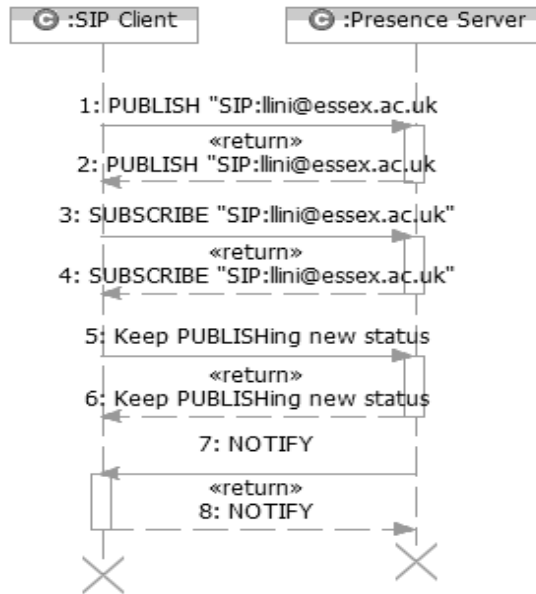 C :SIP Client
C :Presence Server
1: PUBLISH "SIP:llini@essex.ac.uk
«return»
2: PUBLISH "SIP:llini@essex.ac.uk
3: SUBSCRIBE "SIP:llini@essex.ac.uk"
«return»
4: SUBSCRIBE "SIP:llini@essex.ac.uk"
5: Keep PUBLISHing new status
«return»
6: Keep PUBLISHing new status
7: NOTIFY
«return»
8: NOTIFY